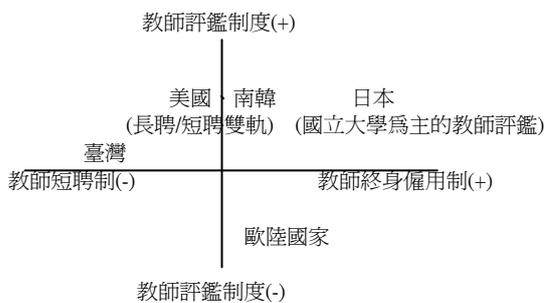 教師評鑑制度(+)
美國、南韓 日本
(長聘/短聘雙軌) (國立大學為主的教師評鑑)
臺灣
教師短聘制(-) 教師終身僱用制(+)
歐陸國家
教師評鑑制度(-)